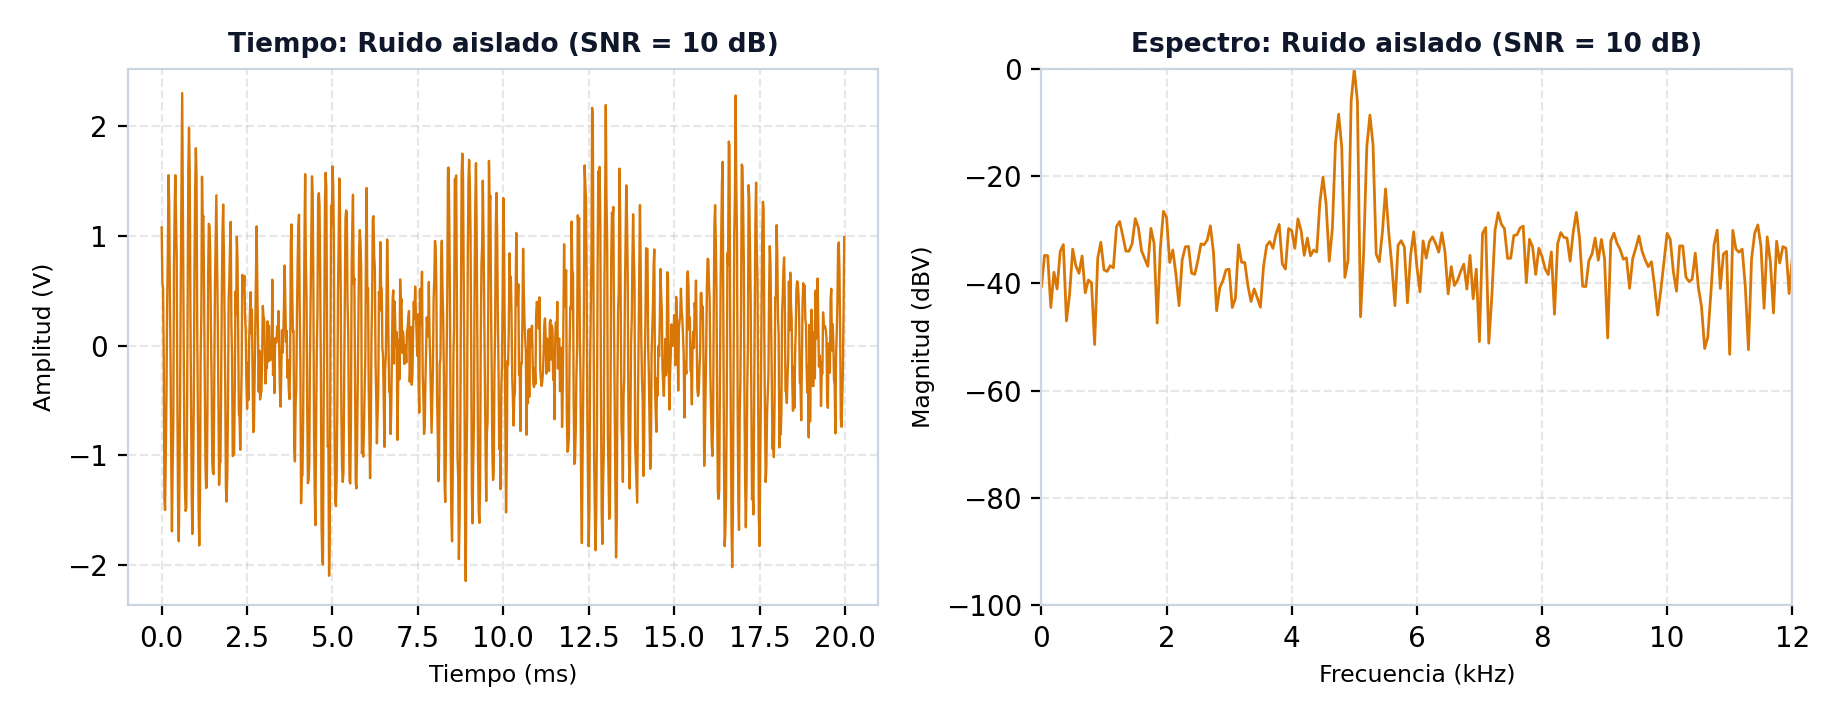 Tiempo: Ruido aislado (SNR = 10 dB)
Amplitud (V)
2
1
0
−1
−2
0.0 2.5 5.0 7.5 10.0 12.5 15.0 17.5 20.0
Tiempo (ms)
Espectro: Ruido aislado (SNR = 10 dB)
Magnitud (dBV)
0
−20
−40
−60
−80
−100
0 2 4 6 8 10 12
Frecuencia (kHz)